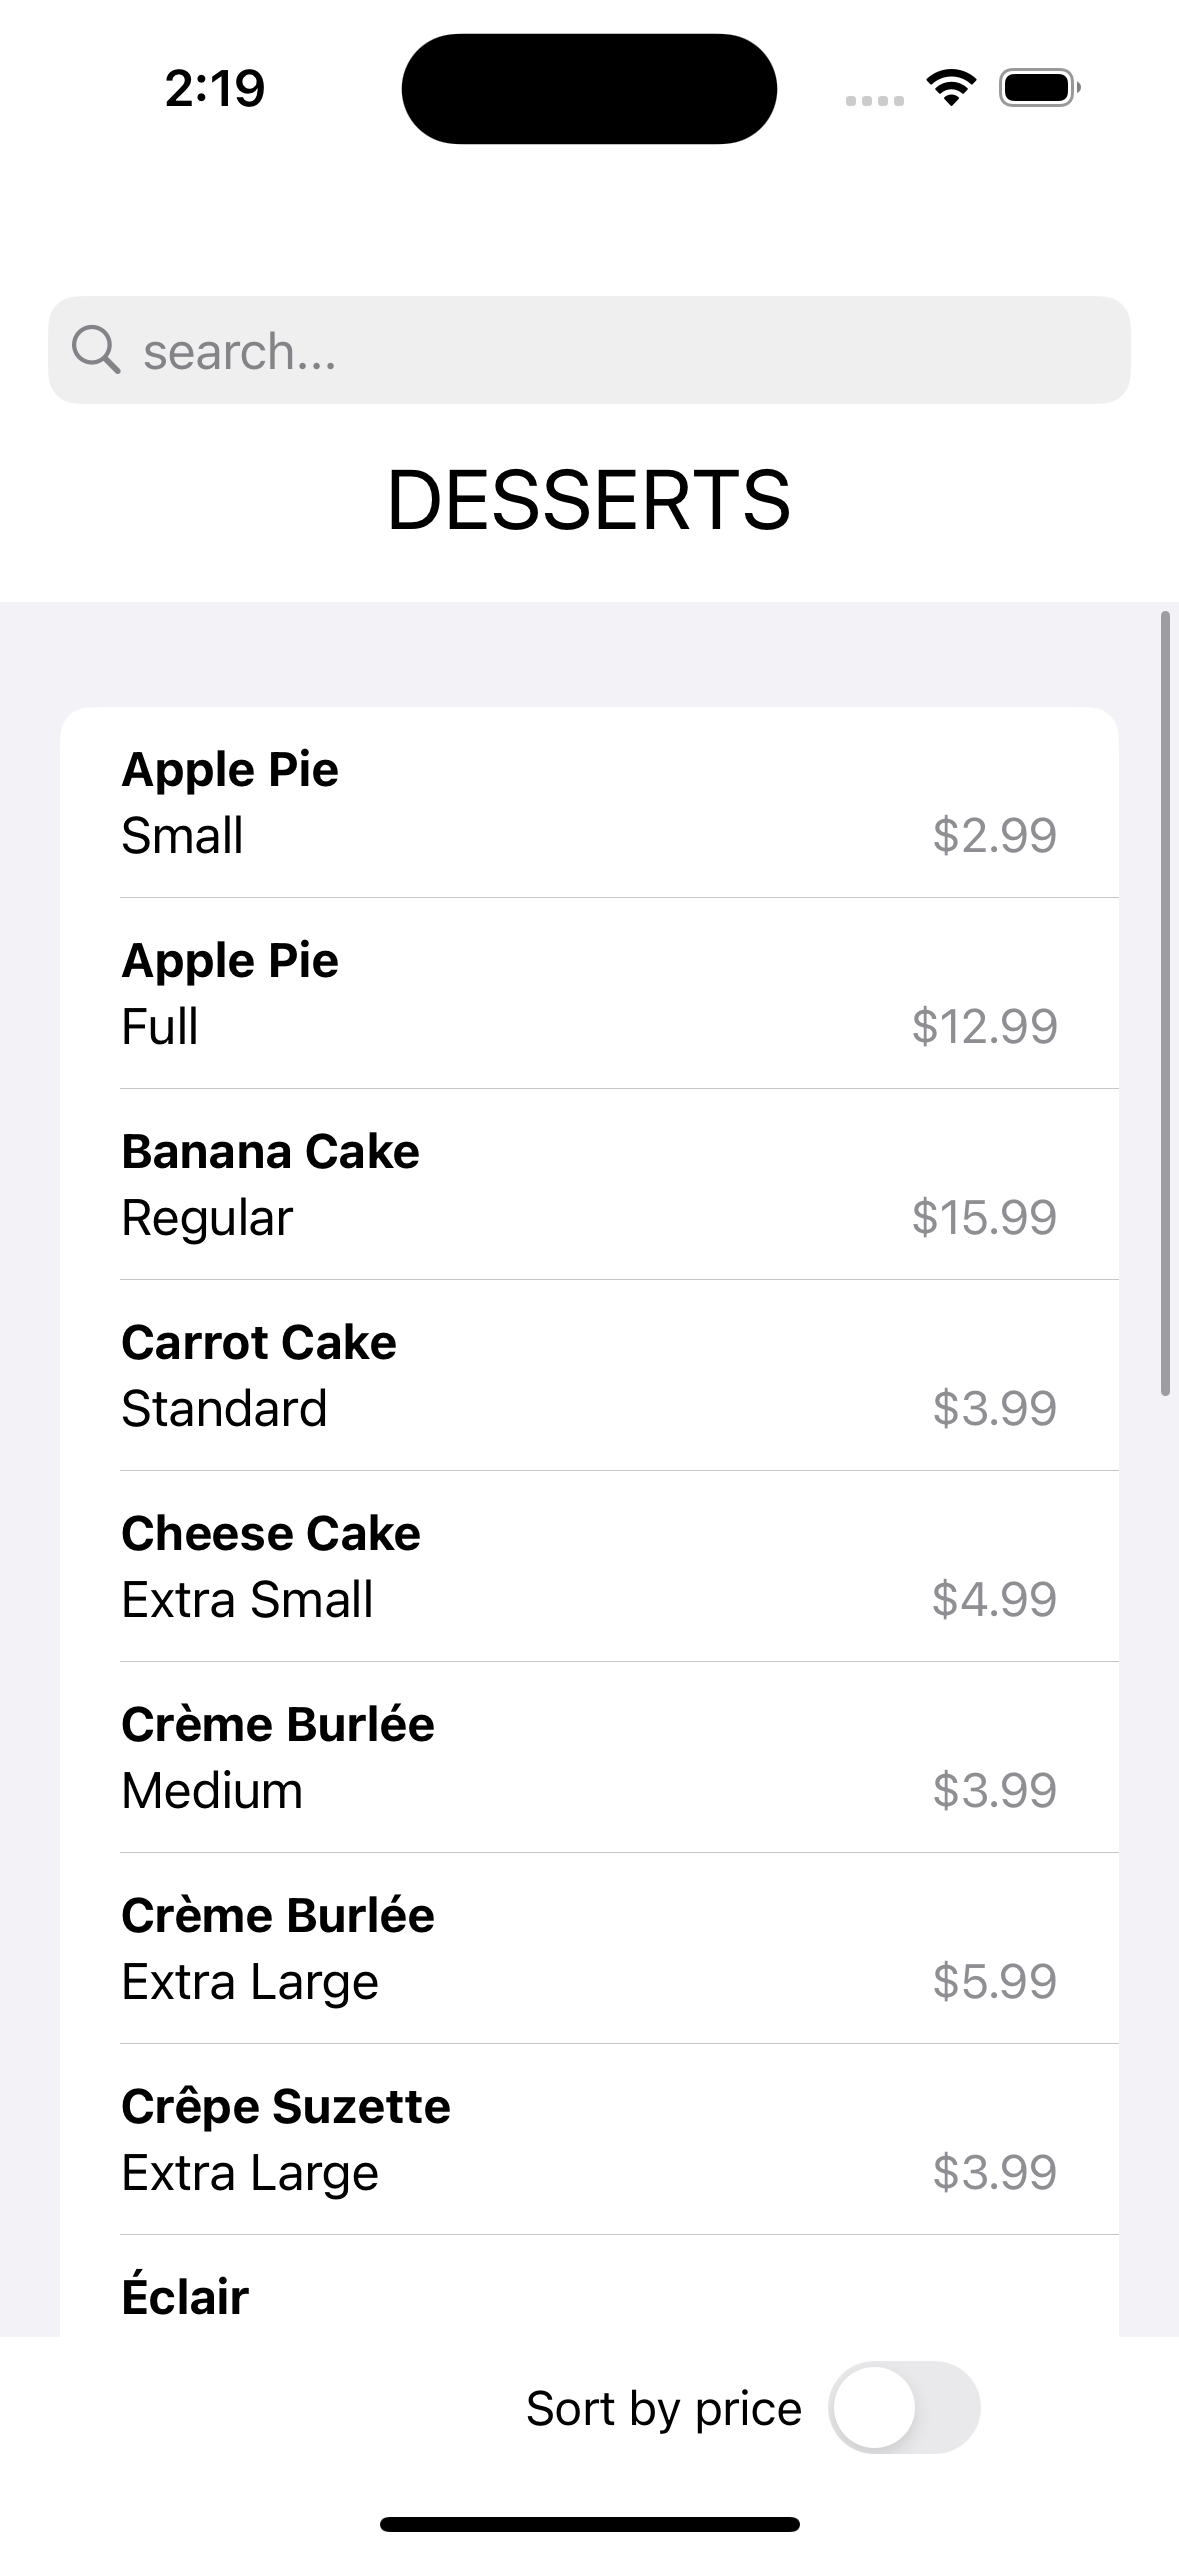 2:19
search...
DESSERTS
Apple Pie
Small $2.99
Apple Pie
Full $12.99
Banana Cake
Regular $15.99
Carrot Cake
Standard $3.99
Cheese Cake
Extra Small $4.99
Crème Burlée
Medium $3.99
Crème Burlée
Extra Large $5.99
Crêpe Suzette
Extra Large $3.99
Éclair
Sort by price